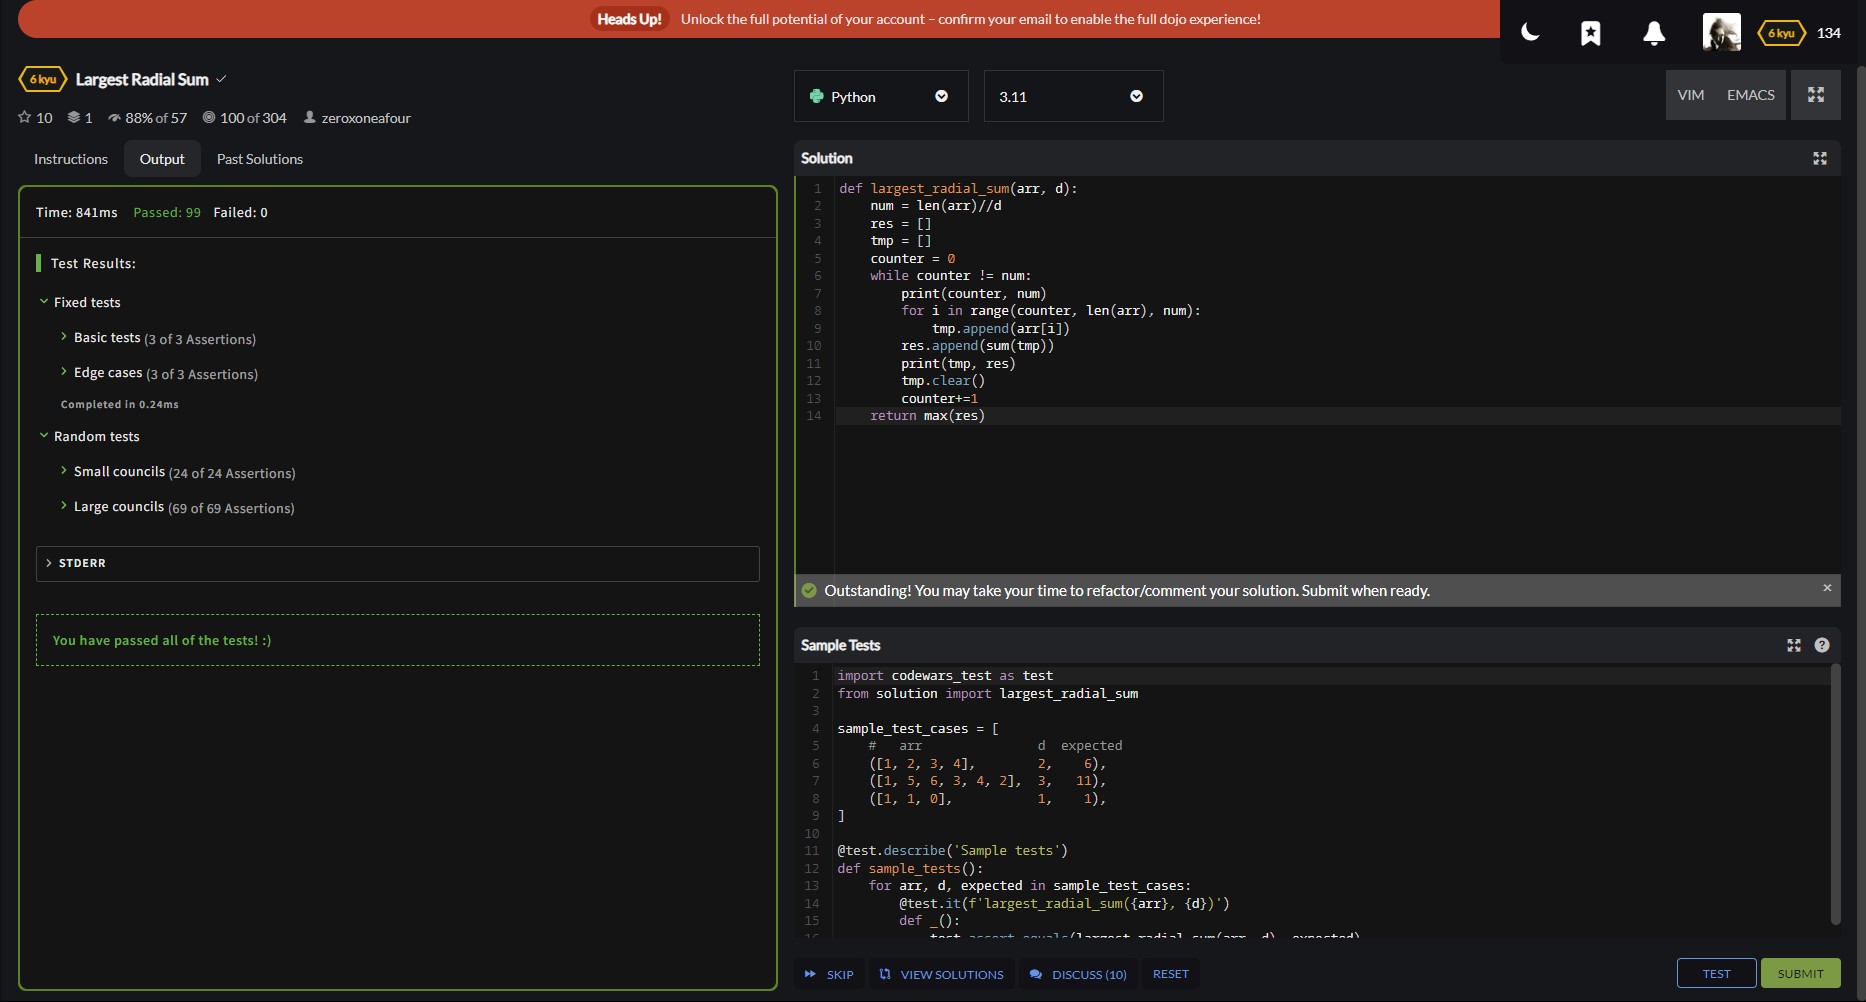 Heads Up! Unlock the full potential of your account – confirm your email to enable the full dojo experience!
6 kyu 134
6 kyu Largest Radial Sum
10 1 88% of 57 100 of 304 zeroxoneafour
Instructions Output Past Solutions
Time: 841ms Passed: 99 Failed: 0
Test Results:
Fixed tests
Basic tests (3 of 3 Assertions)
Edge cases (3 of 3 Assertions)
Completed in 0.24ms
Random tests
Small councils (24 of 24 Assertions)
Large councils (69 of 69 Assertions)
STDERR
You have passed all of the tests! :)
Python 3.11 VIM EMACS
Solution
1 def largest_radial_sum(arr, d):
2     num = len(arr)//d
3     res = []
4     tmp = []
5     counter = 0
6     while counter != num:
7         print(counter, num)
8         for i in range(counter, len(arr), num):
9             tmp.append(arr[i])
10         res.append(sum(tmp))
11         print(tmp, res)
12         tmp.clear()
13         counter+=1
14     return max(res)
Outstanding! You may take your time to refactor/comment your solution. Submit when ready. ×
Sample Tests ?
1 import codewars_test as test
2 from solution import largest_radial_sum
3
4 sample_test_cases = [
5     #   arr               d  expected
6     ([1, 2, 3, 4],        2,    6),
7     ([1, 5, 6, 3, 4, 2],  3,   11),
8     ([1, 1, 0],           1,    1),
9 ]
10
11 @test.describe('Sample tests')
12 def sample_tests():
13     for arr, d, expected in sample_test_cases:
14         @test.it(f'largest_radial_sum({arr}, {d})')
15         def _():
16             test.assert_equals(largest_radial_sum(arr, d), expected)
SKIP VIEW SOLUTIONS DISCUSS (10) RESET TEST SUBMIT